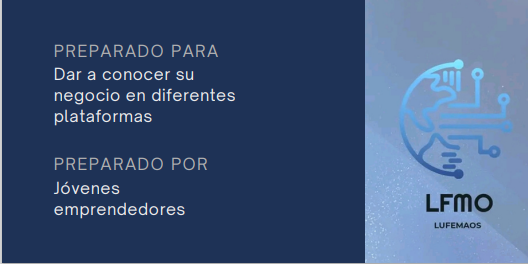 PREPARADO PARA
Dar a conocer su
negocio en diferentes
plataformas
PREPARADO POR
Jóvenes
emprendedores
LFMO
LUFEMAOS